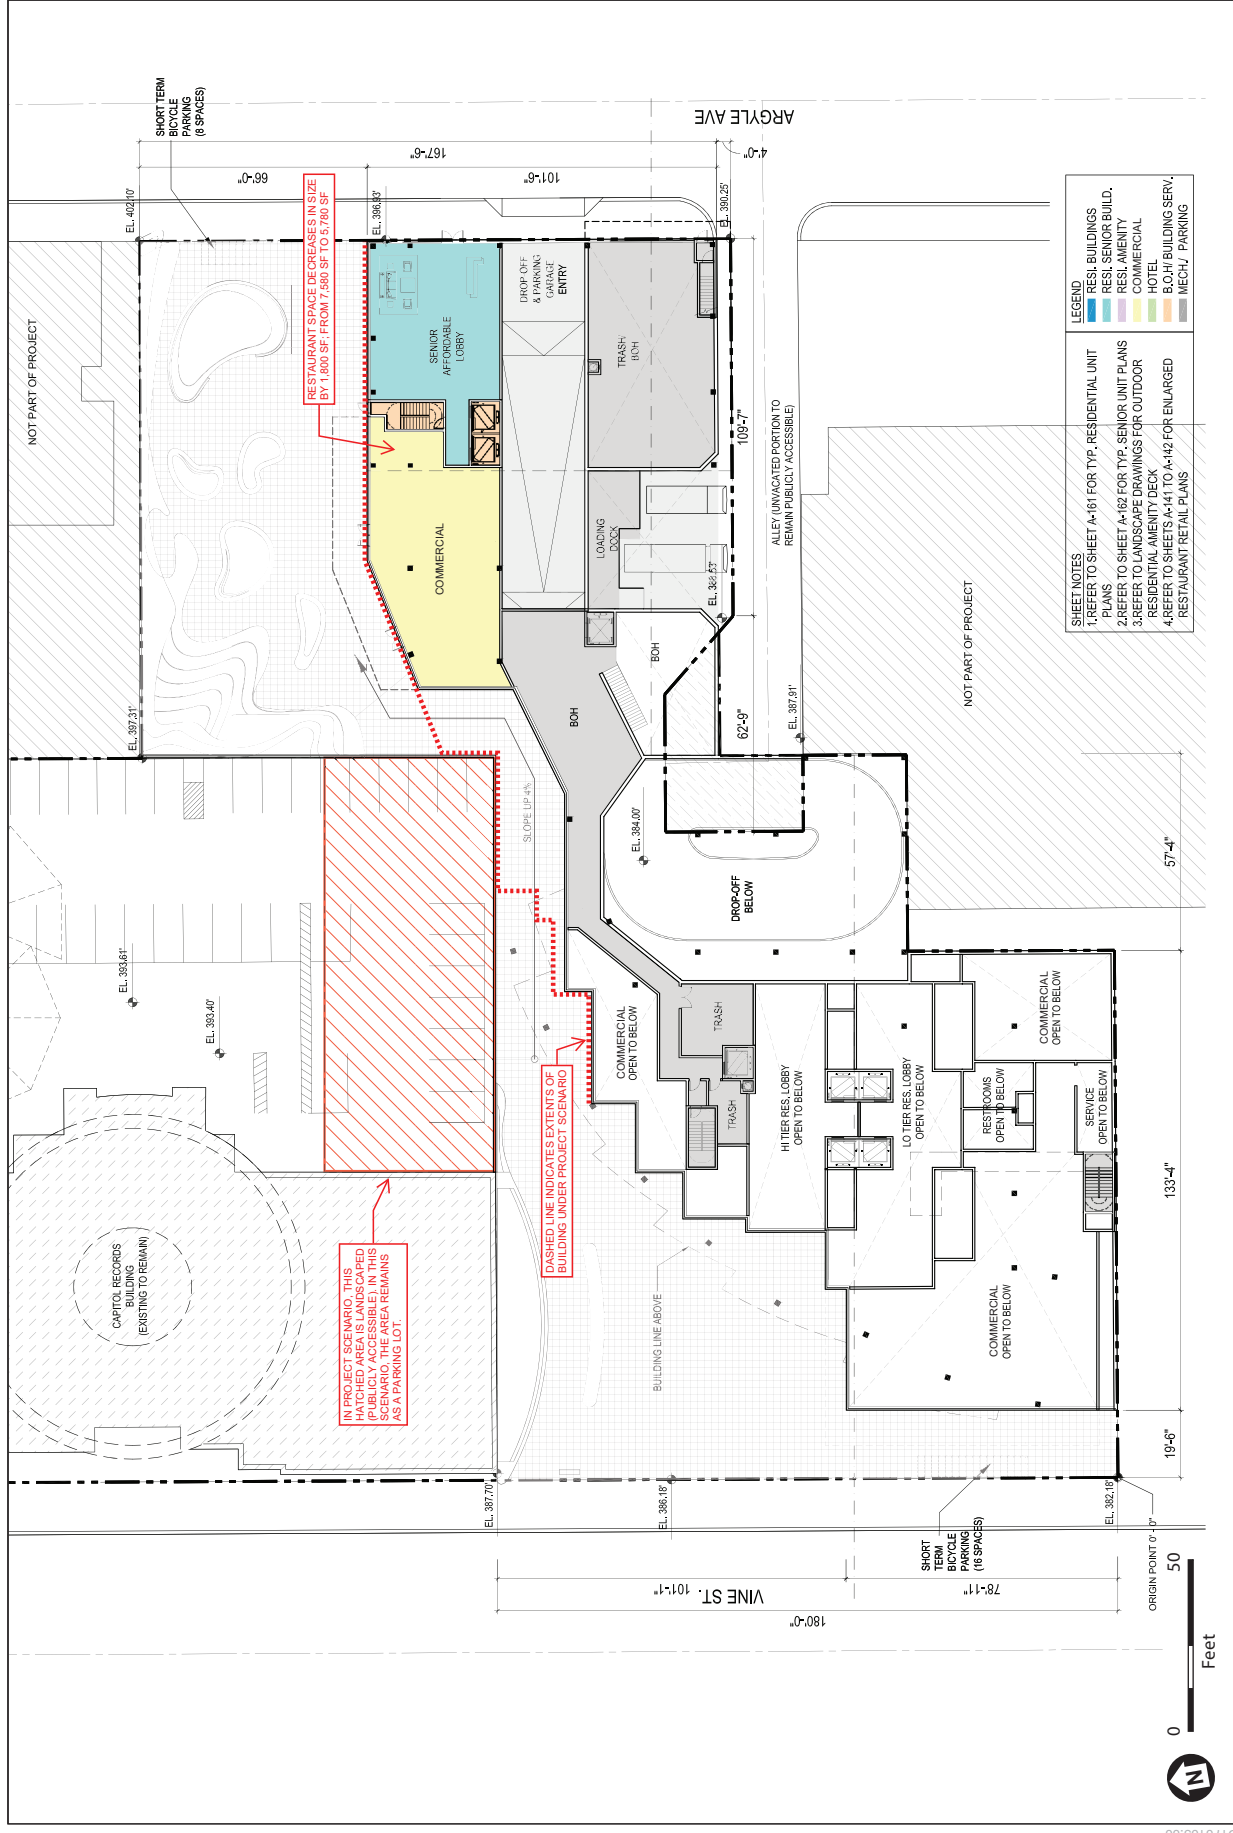 SHORT TERM
BICYCLE
PARKING
(8 SPACES)
ARGYLE AVE
167'-6"
66'-0"
101'-6"
4'-0"
EL. 402.10'
EL. 396.93'
EL. 390.25'
NOT PART OF PROJECT
RESTAURANT SPACE DECREASES IN SIZE
BY 1,800 SF; FROM 7,580 SF TO 5,780 SF
SENIOR
AFFORDABLE
LOBBY
DROP-OFF
& PARKING
GARAGE
ENTRY
TRASH/
BOH
COMMERCIAL
LOADING
DOCK
109'-7"
ALLEY (UNVACATED PORTION TO
REMAIN PUBLICLY ACCESSIBLE)
EL. 388.53'
BOH
BOH
62'-9"
EL. 387.91'
NOT PART OF PROJECT
LEGEND
RESI. BUILDINGS
RESI. SENIOR BUILD.
RESI. AMENITY
COMMERCIAL
HOTEL
B.O.H/ BUILDING SERV.
MECH./ PARKING
SHEET NOTES
1.REFER TO SHEET A-161 FOR TYP. RESIDENTIAL UNIT
PLANS
2.REFER TO SHEET A-162 FOR TYP. SENIOR UNIT PLANS
3.REFER TO LANDSCAPE DRAWINGS FOR OUTDOOR
RESIDENTIAL AMENITY DECK
4.REFER TO SHEETS A-141 TO A-142 FOR ENLARGED
RESTAURANT RETAIL PLANS
EL. 397.31'
SLOPE UP 4%
EL. 384.00'
DROP-OFF
BELOW
57'-4"
EL. 393.61'
EL. 393.40'
COMMERCIAL
OPEN TO BELOW
TRASH
TRASH
HI TIER RES. LOBBY
OPEN TO BELOW
LO TIER RES. LOBBY
OPEN TO BELOW
RESTROOMS
OPEN TO BELOW
COMMERCIAL
OPEN TO BELOW
SERVICE
OPEN TO BELOW
133'-4"
DASHED LINE INDICATES EXTENTS OF
BUILDING UNDER PROJECT SCENARIO
CAPITOL RECORDS
BUILDING
(EXISTING TO REMAIN)
IN PROJECT SCENARIO, THIS
HATCHED AREA IS LANDSCAPED
(PUBLICLY ACCESSIBLE). IN THIS
SCENARIO, THE AREA REMAINS
AS A PARKING LOT.
BUILDING LINE ABOVE
COMMERCIAL
OPEN TO BELOW
19'-6"
EL. 387.70'
EL. 386.18'
EL. 382.18'
SHORT
TERM
BICYCLE
PARKING
(16 SPACES)
ORIGIN POINT 0' - 0"
VINE ST.
101'-1"
78'-11"
180'-0"
0
50
Feet
N